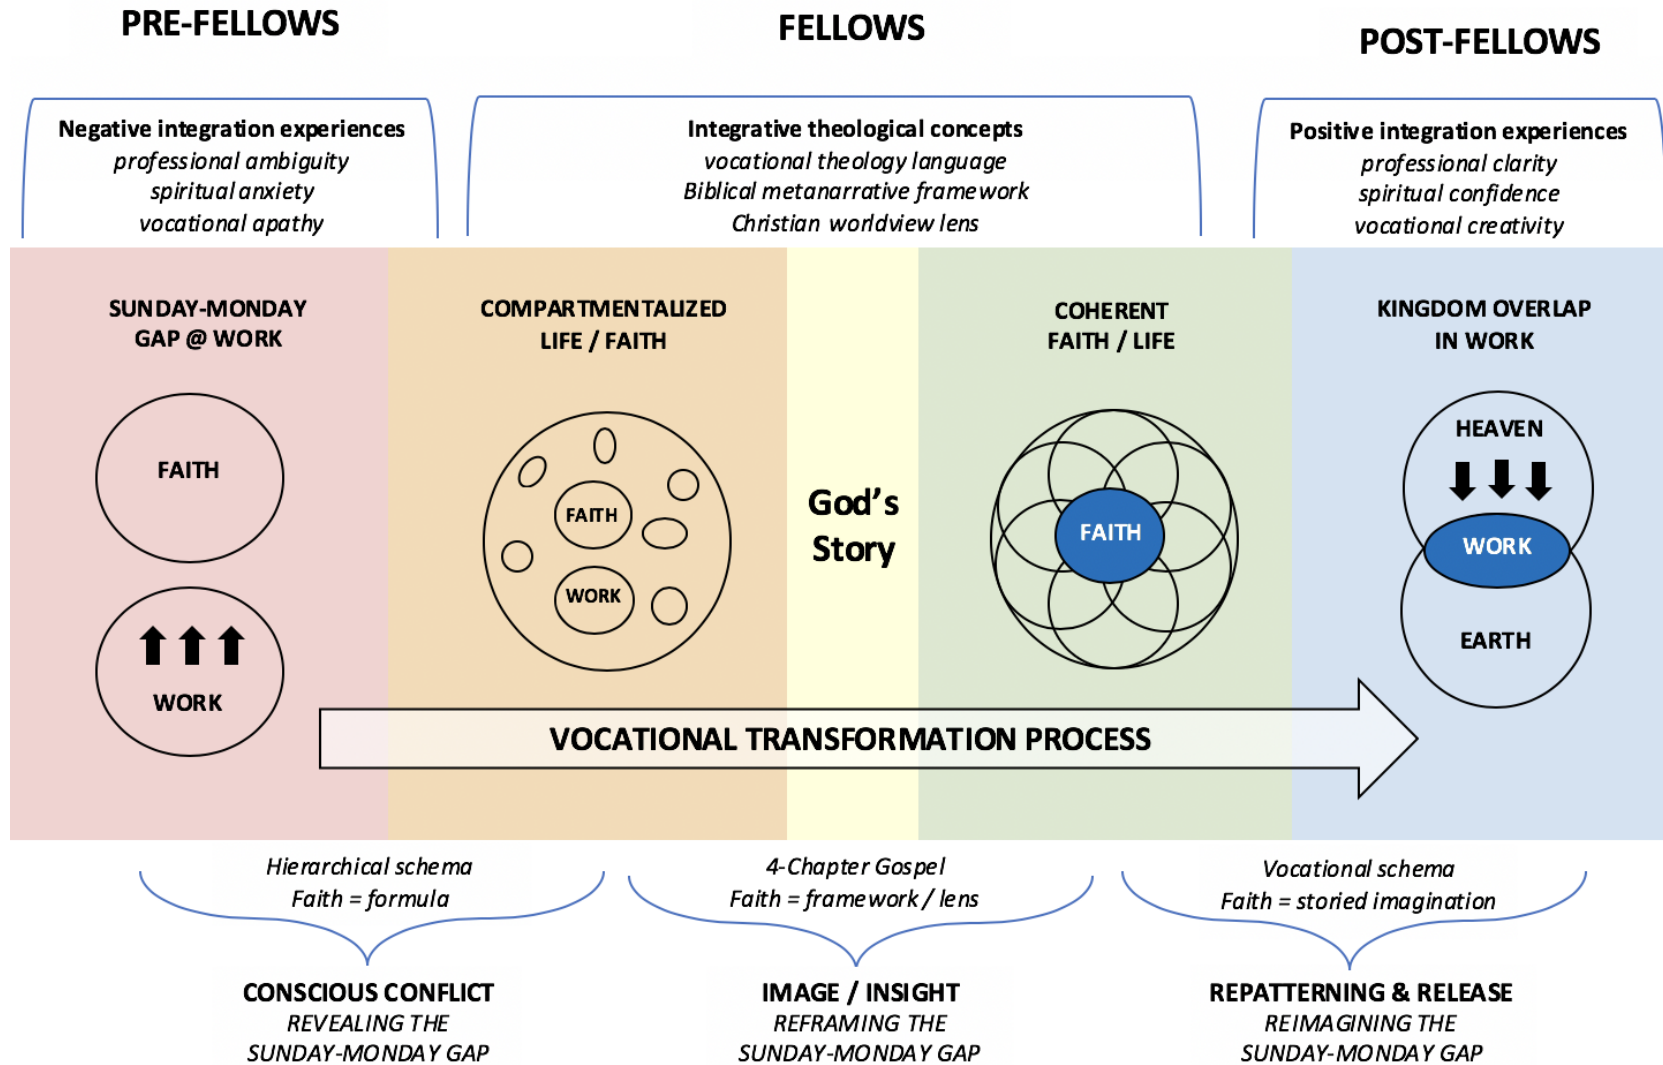 PRE-FELLOWS
FELLOWS
POST-FELLOWS
Negative integration experiences
professional ambiguity
spiritual anxiety
vocational apathy
Integrative theological concepts
vocational theology language
Biblical metanarrative framework
Christian worldview lens
Positive integration experiences
professional clarity
spiritual confidence
vocational creativity
SUNDAY-MONDAY
GAP @ WORK
FAITH
WORK
COMPARTMENTALIZED
LIFE / FAITH
FAITH
WORK
God's
Story
COHERENT
FAITH / LIFE
FAITH
KINGDOM OVERLAP
IN WORK
HEAVEN
WORK
EARTH
VOCATIONAL TRANSFORMATION PROCESS
Hierarchical schema
Faith = formula
CONSCIOUS CONFLICT
REVEALING THE
SUNDAY-MONDAY GAP
4-Chapter Gospel
Faith = framework / lens
IMAGE / INSIGHT
REFRAMING THE
SUNDAY-MONDAY GAP
Vocational schema
Faith = storied imagination
REPATTERNING & RELEASE
REIMAGINING THE
SUNDAY-MONDAY GAP